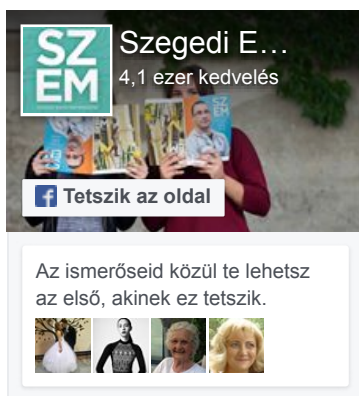 SZ
EM
Szegedi E…
4,1 ezer kedvelés
Tetszik az oldal
Az ismerőseid közül te lehetsz
az első, akinek ez tetszik.